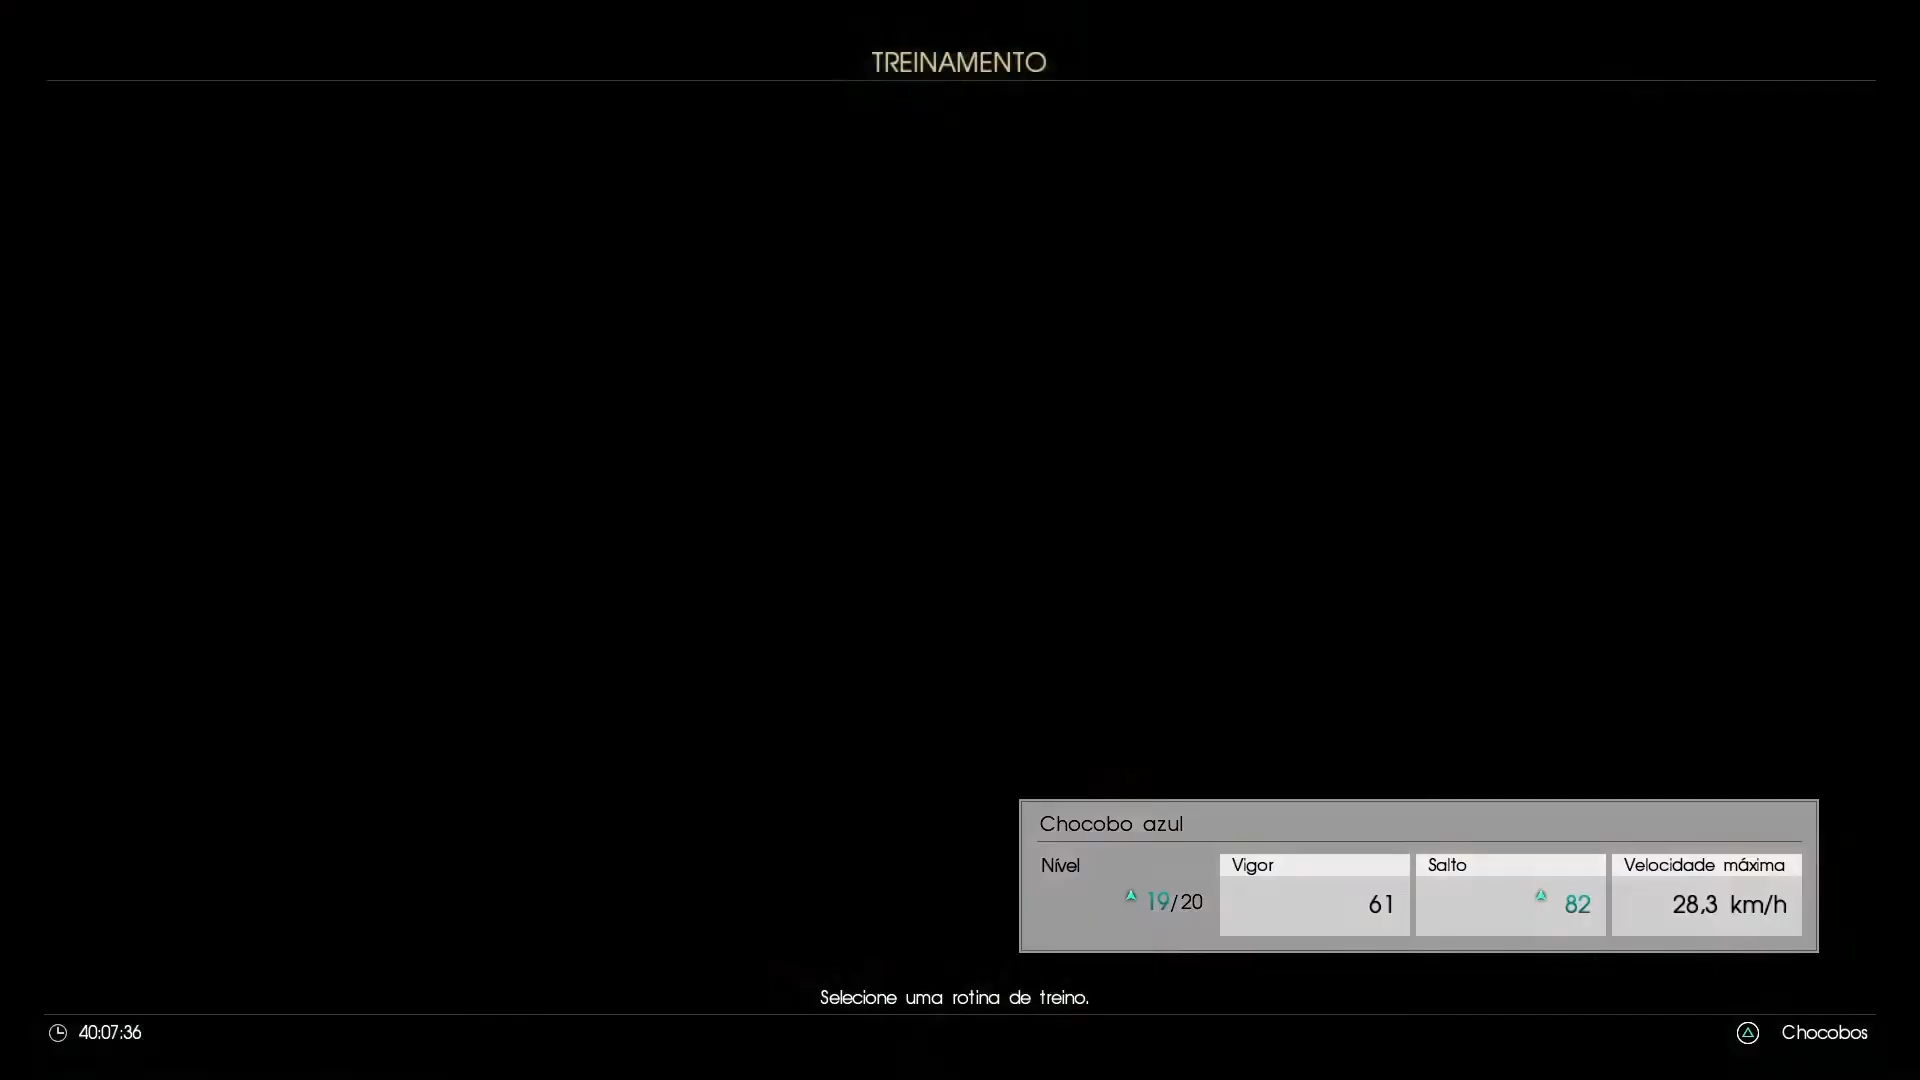 TREINAMENTO
Chocobo azul
Nível
19/20
Vigor
61
Salto
82
Velocidade máxima
28,3 km/h
Selecione uma rotina de treino.
40:07:36
Chocobos